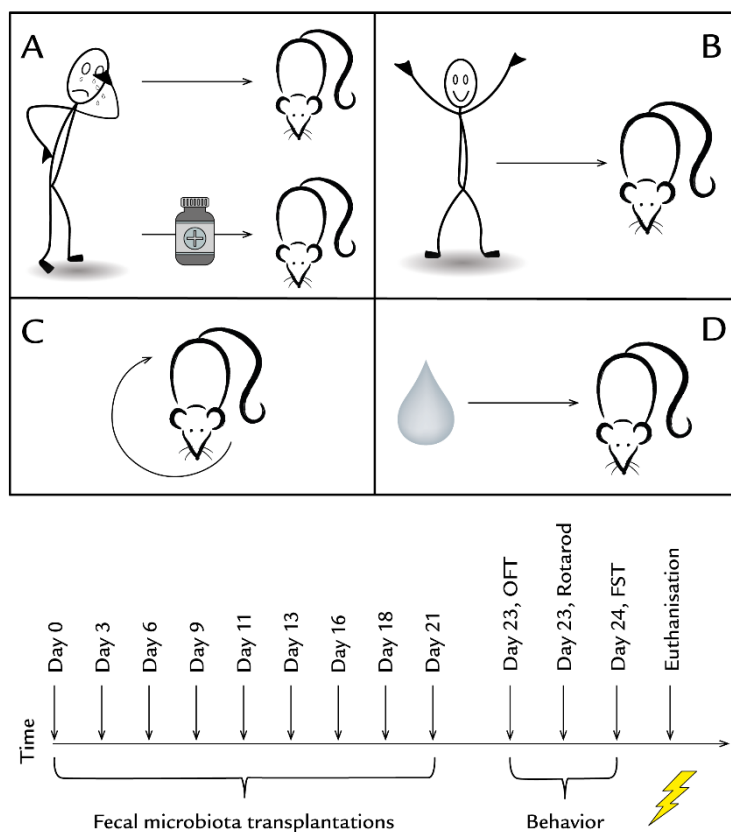 A
B
C
D
Day 0
Day 3
Day 6
Day 9
Day 11
Day 13
Day 16
Day 18
Day 21
Day 23, OFT
Day 23, Rotarod
Day 24, FST
Euthanisation
Time
Fecal microbiota transplantations
Behavior